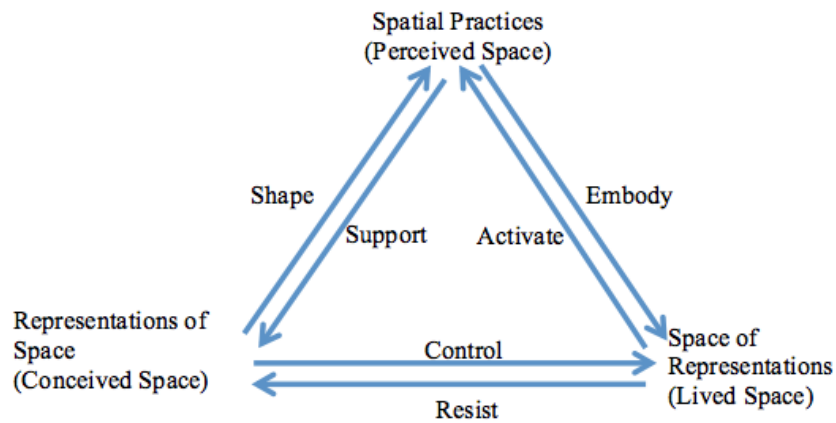 Spatial Practices
(Perceived Space)
Shape
Embody
Support
Activate
Representations of
Space
(Conceived Space)
Control
Space of
Representations
(Lived Space)
Resist